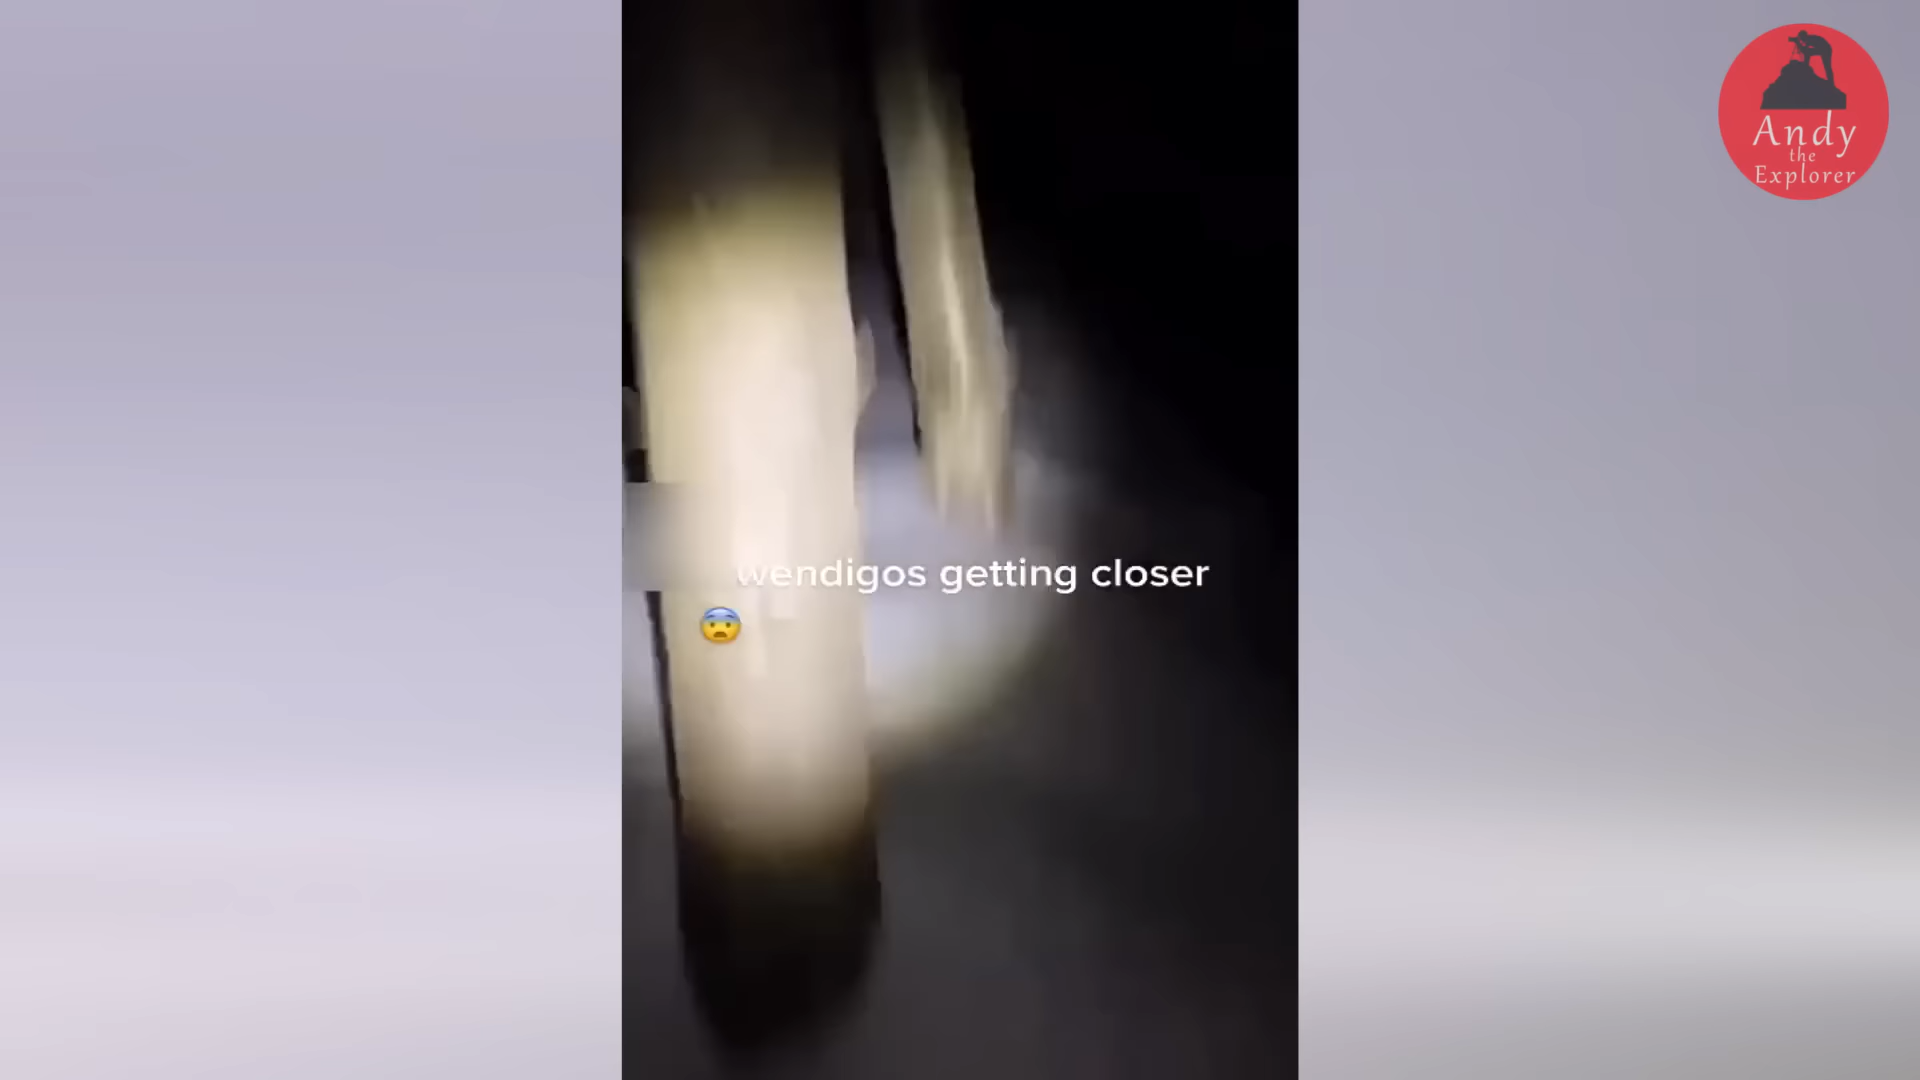 Andy
the
Explorer
wendigos getting closer
😨